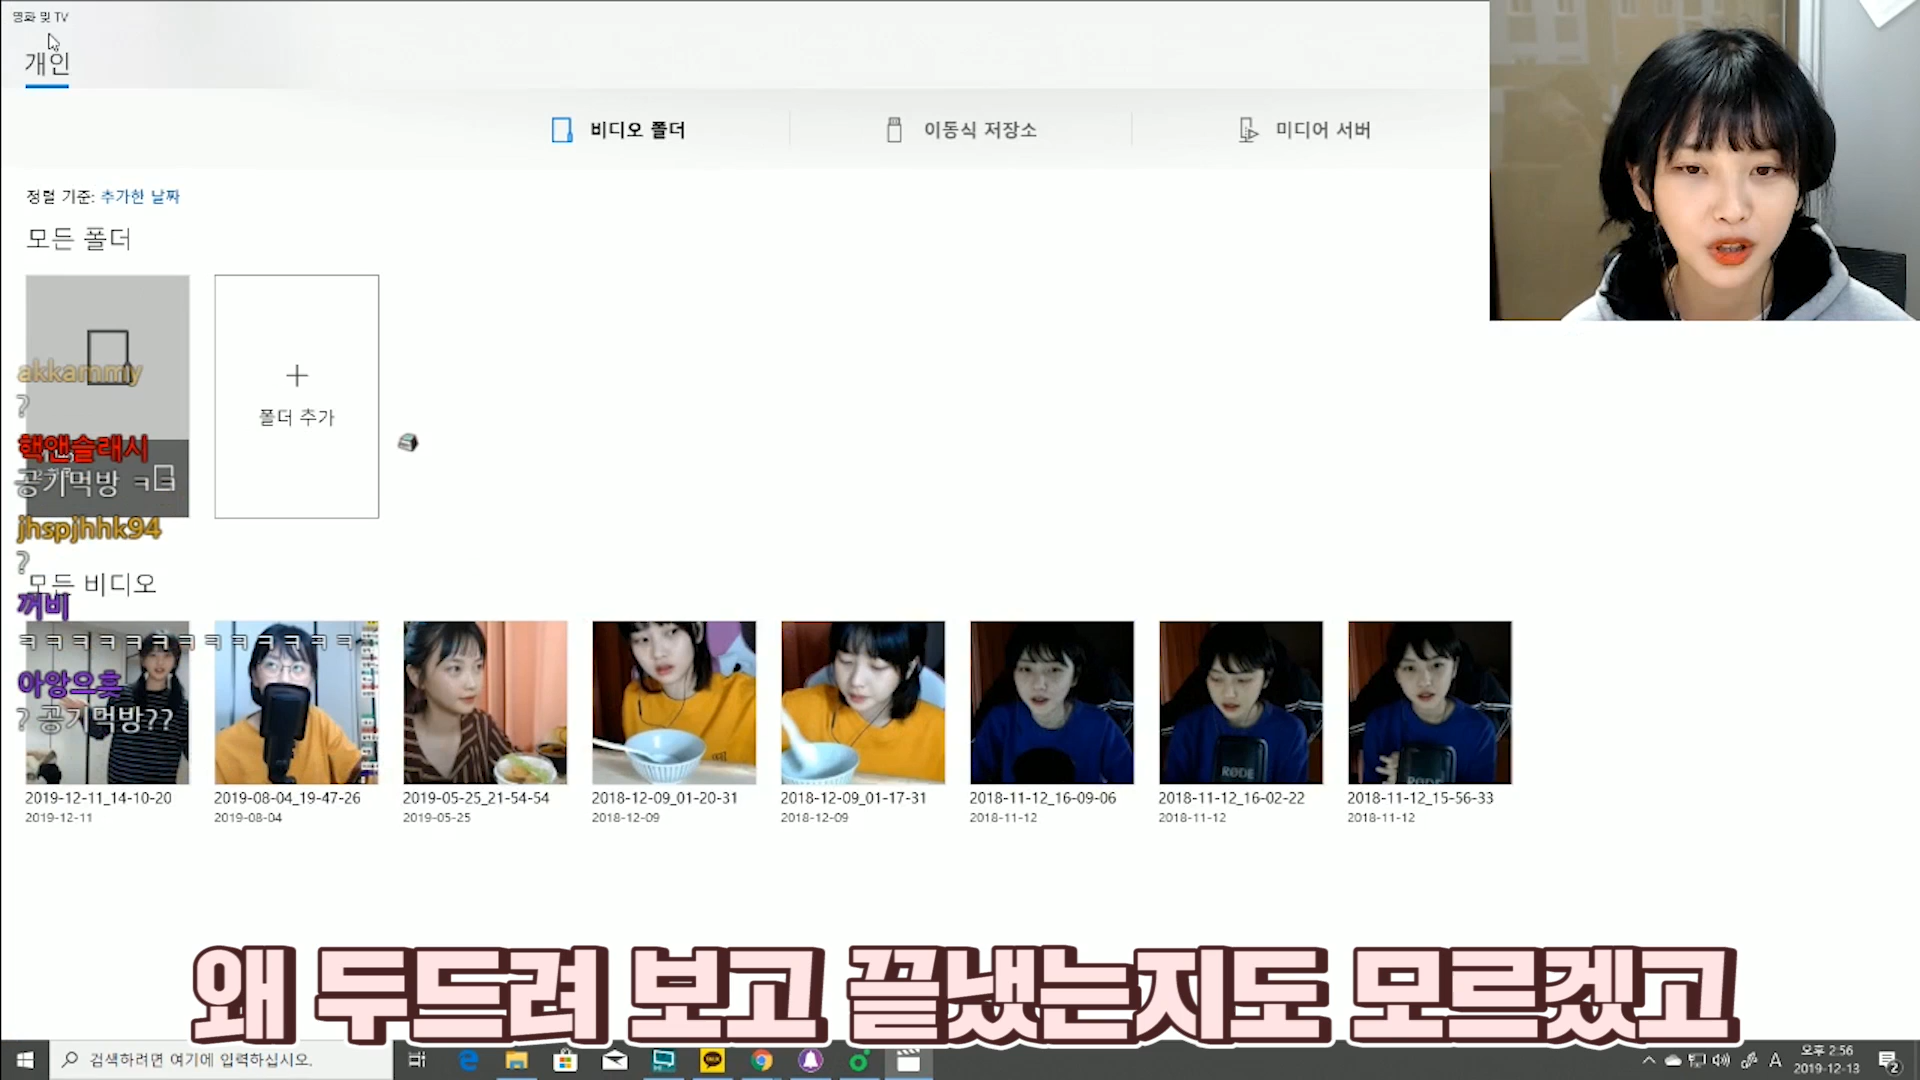 영화 및 TV
개인
비디오 폴더
이동식 저장소
미디어 서버
정렬 기준: 추가한 날짜
모든 폴더
폴더 추가
akkammy
?
핵앤슬래시
공기먹방 ㅋㅋ
jhspjhhk94
?
모든 비디오
꺼비
ㅋㅋㅋㅋㅋㅋㅋㅋㅋㅋㅋㅋㅋ
아앙으흣
? 공기먹방??
RØDE
RØDE
2019-12-11_14-10-20
2019-12-11
2019-08-04_19-47-26
2019-08-04
2019-05-25_21-54-54
2019-05-25
2018-12-09_01-20-31
2018-12-09
2018-12-09_01-17-31
2018-12-09
2018-11-12_16-09-06
2018-11-12
2018-11-12_16-02-22
2018-11-12
2018-11-12_15-56-33
2018-11-12
왜 두드려 보고 끝냈는지도 모르겠고
검색하려면 여기에 입력하십시오.
TALK
A
오후 2:56
2019-12-13
2